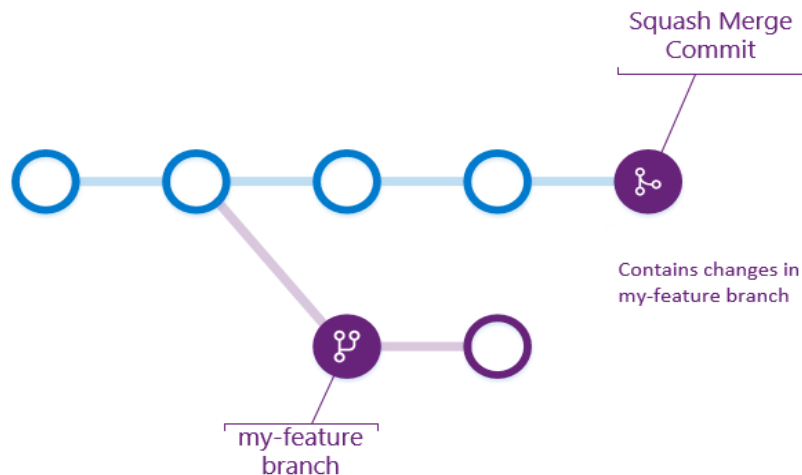 Squash Merge
Commit
Contains changes in
my-feature branch
my-feature
branch